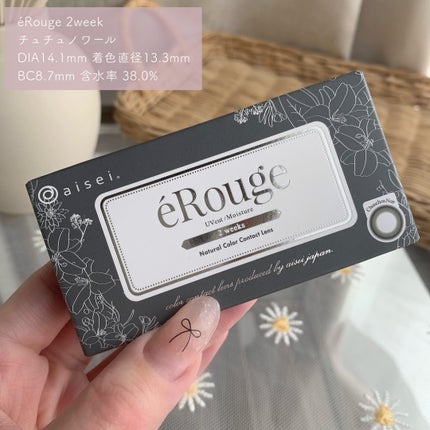 éRouge 2week
チュチュノワール
DIA14.1mm 着色直径13.3mm
BC8.7mm 含水率 38.0%
aisei®
éRouge
UVcut / Moisture
2 weeks
Natural Color Contact Lens
color contact lens produced by aisei japan.